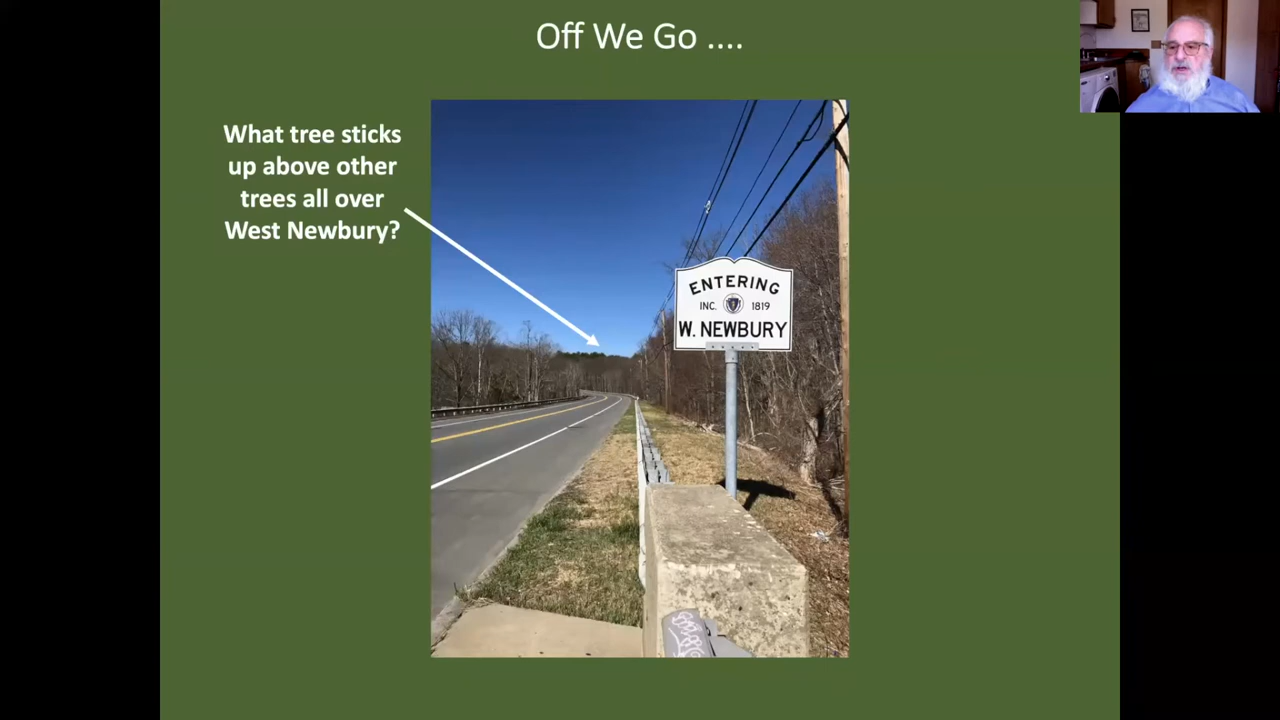 Off We Go ....
What tree sticks
up above other
trees all over
West Newbury?
ENTERING
INC. 1819
W. NEWBURY